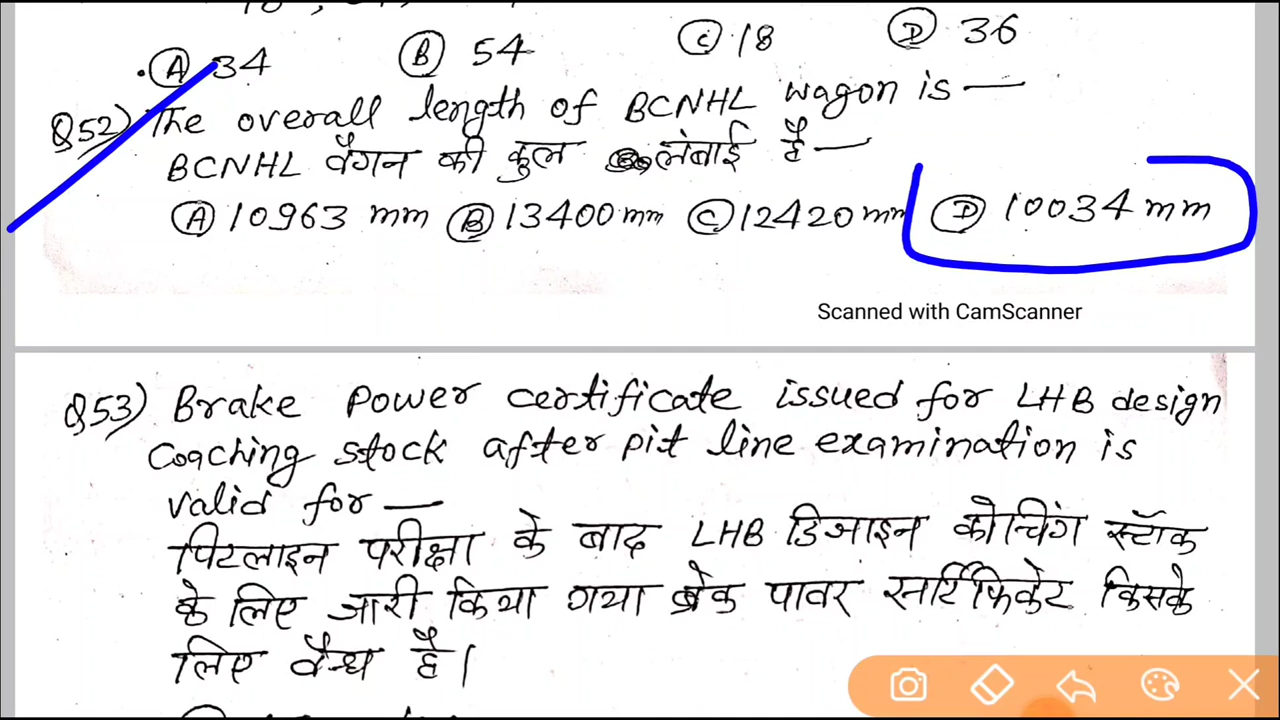 (A) 34 (B) 54 (C) 18 (D) 36
Q52) The overall length of BCNHL wagon is —
BCNHL वैगन की कुल लंबाई है —
(A) 10963 mm (B) 13400 mm (C) 12420 mm (D) 10034 mm
Scanned with CamScanner
Q53) Brake Power certificate issued for LHB design
Coaching stock after pit line examination is
valid for —
पिटलाइन परीक्षा के बाद LHB डिजाइन कोचिंग स्टॉक
के लिए जारी किया गया ब्रेक पावर सर्टिफिकेट किसके
लिए वैध है।